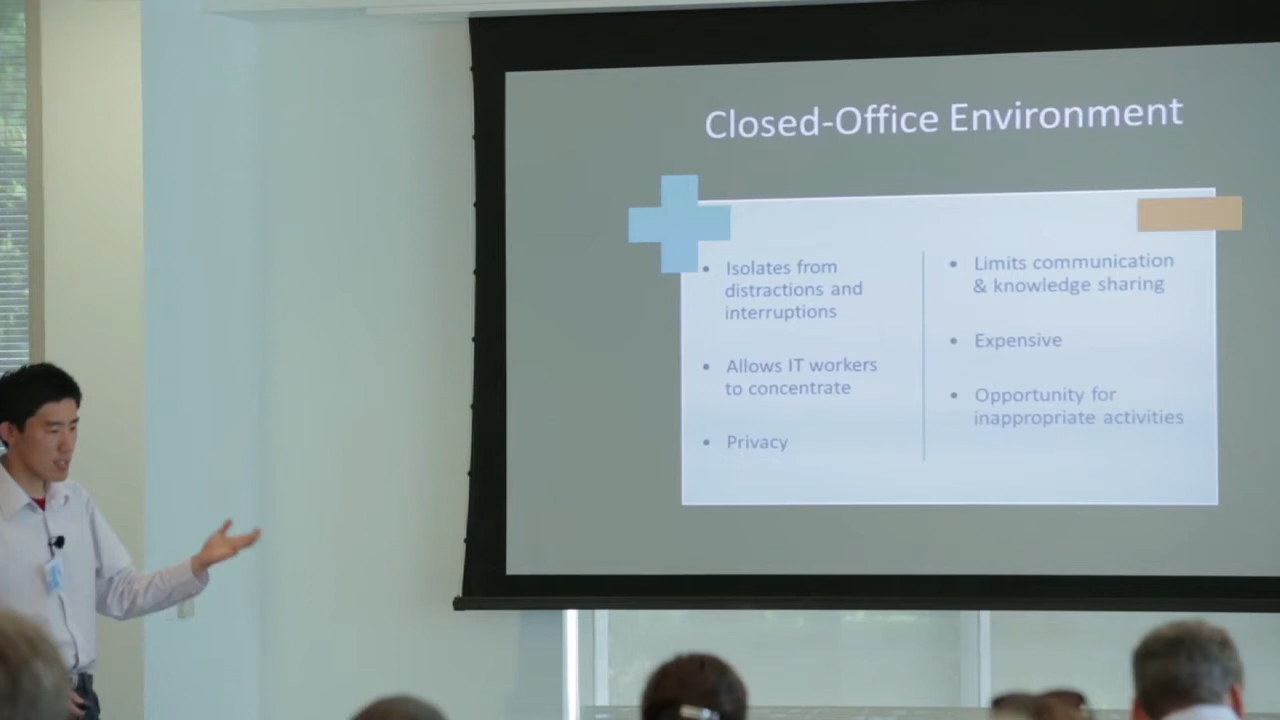 Closed-Office Environment
• Isolates from
distractions and
interruptions
• Allows IT workers
to concentrate
• Privacy
• Limits communication
& knowledge sharing
• Expensive
• Opportunity for
inappropriate activities